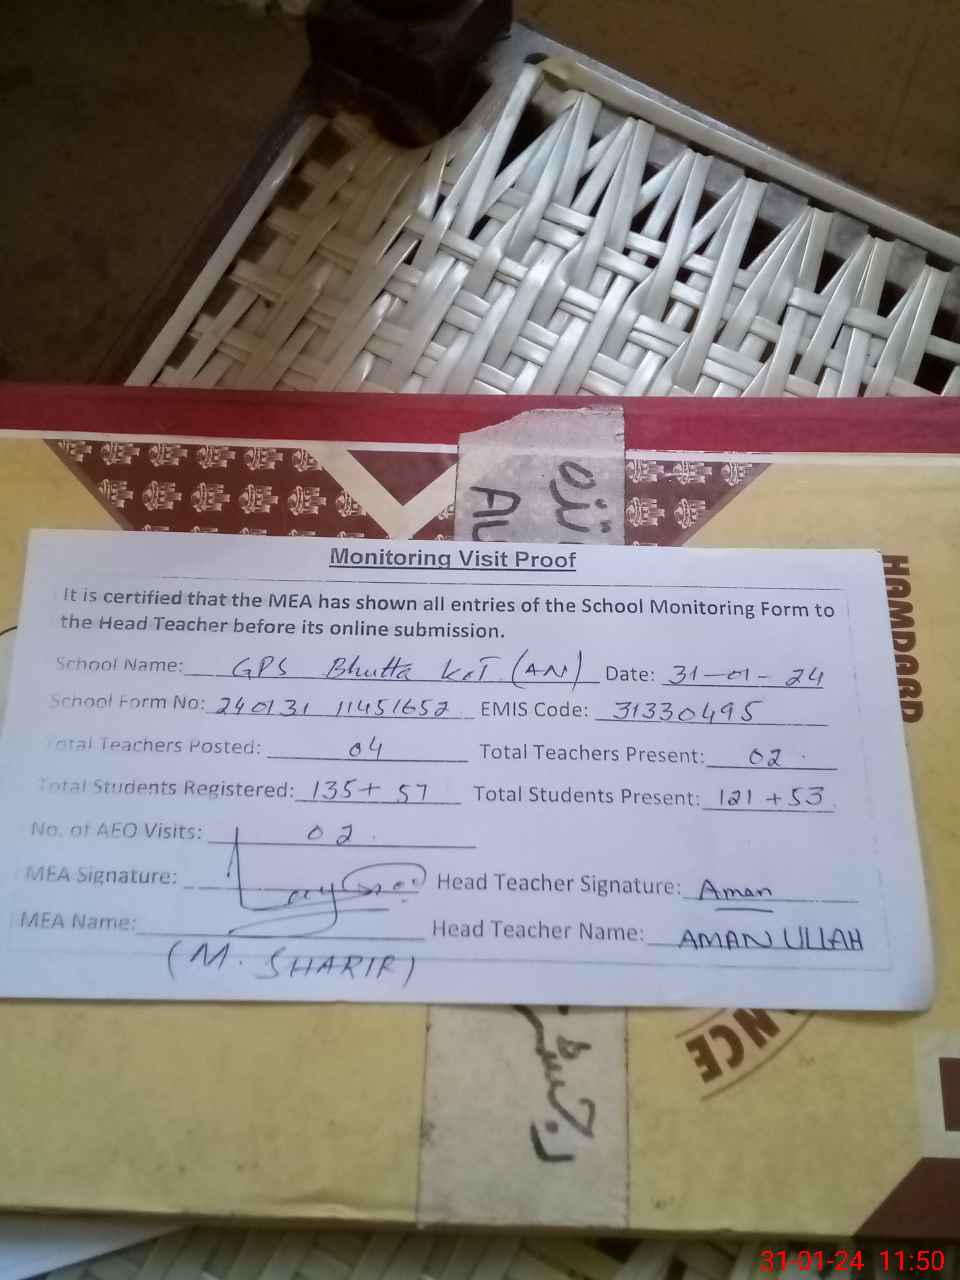 Monitoring Visit Proof
It is certified that the MEA has shown all entries of the School Monitoring Form to
the Head Teacher before its online submission.
School Name: GPS Bhutta Kot (AN) Date: 31-01-24
School Form No: 240131 11451652 EMIS Code: 31330495
Total Teachers Posted: 04 Total Teachers Present: 02
Total Students Registered: 135+57 Total Students Present: 121+53
No. of AEO Visits: 02
MEA Signature: Head Teacher Signature: Aman
MEA Name: Head Teacher Name: AMAN ULLAH
(M. SHARIF)
HAMDARD
31-01-24 11:50